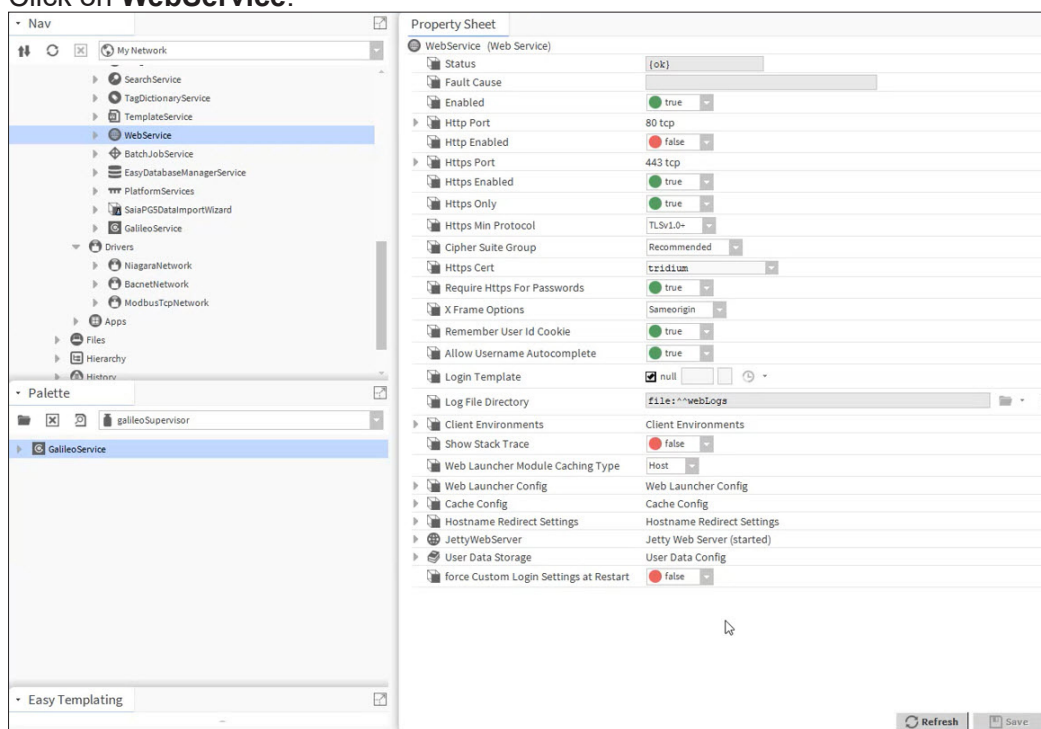 Click on WebService.
Nav
My Network
SearchService
TagDictionaryService
TemplateService
WebService
BatchJobService
EasyDatabaseManagerService
PlatformServices
SaiaPG5DataImportWizard
GalileoService
Drivers
NiagaraNetwork
BacnetNetwork
ModbusTcpNetwork
Apps
Files
Hierarchy
History
Palette
galileoSupervisor
GalileoService
Easy Templating
Property Sheet
WebService (Web Service)
Status {ok}
Fault Cause
Enabled true
Http Port 80 tcp
Http Enabled false
Https Port 443 tcp
Https Enabled true
Https Only true
Https Min Protocol TLSv1.0+
Cipher Suite Group Recommended
Https Cert tridium
Require Https For Passwords true
X Frame Options Sameorigin
Remember User Id Cookie true
Allow Username Autocomplete true
Login Template null
Log File Directory file:^^webLogs
Client Environments Client Environments
Show Stack Trace false
Web Launcher Module Caching Type Host
Web Launcher Config Web Launcher Config
Cache Config Cache Config
Hostname Redirect Settings Hostname Redirect Settings
JettyWebServer Jetty Web Server (started)
User Data Storage User Data Config
force Custom Login Settings at Restart false
Refresh Save